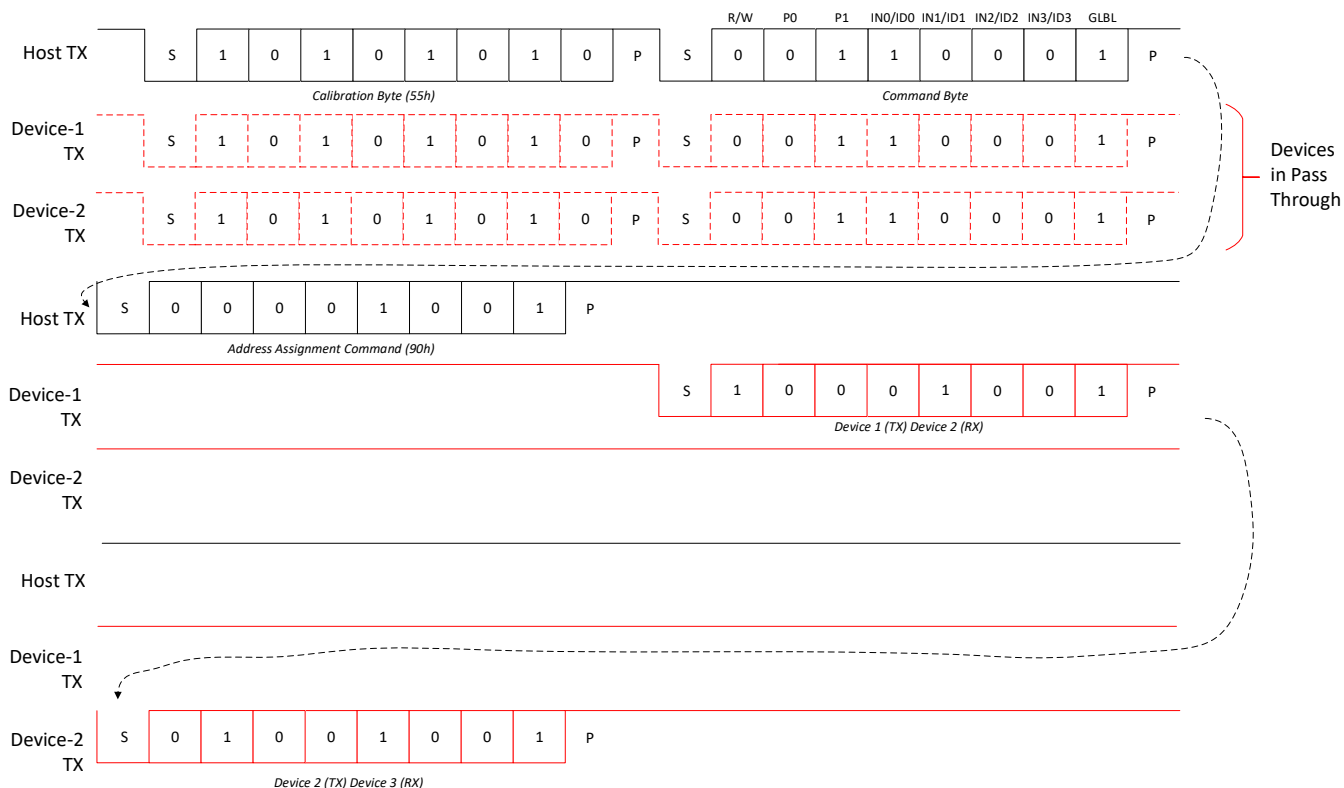 R/W P0 P1 IN0/ID0 IN1/ID1 IN2/ID2 IN3/ID3 GLBL
Host TX S 1 0 1 0 1 0 1 0 P S 0 0 1 1 0 0 0 1 P
Calibration Byte (55h) Command Byte
Device-1
TX S 1 0 1 0 1 0 1 0 P S 0 0 1 1 0 0 0 1 P
Devices
in Pass
Through
Device-2
TX S 1 0 1 0 1 0 1 0 P S 0 0 1 1 0 0 0 1 P
Host TX S 0 0 0 0 1 0 0 1 P
Address Assignment Command (90h)
Device-1
TX S 1 0 0 0 1 0 0 1 P
Device 1 (TX) Device 2 (RX)
Device-2
TX
Host TX
Device-1
TX
Device-2
TX S 0 1 0 0 1 0 0 1 P
Device 2 (TX) Device 3 (RX)